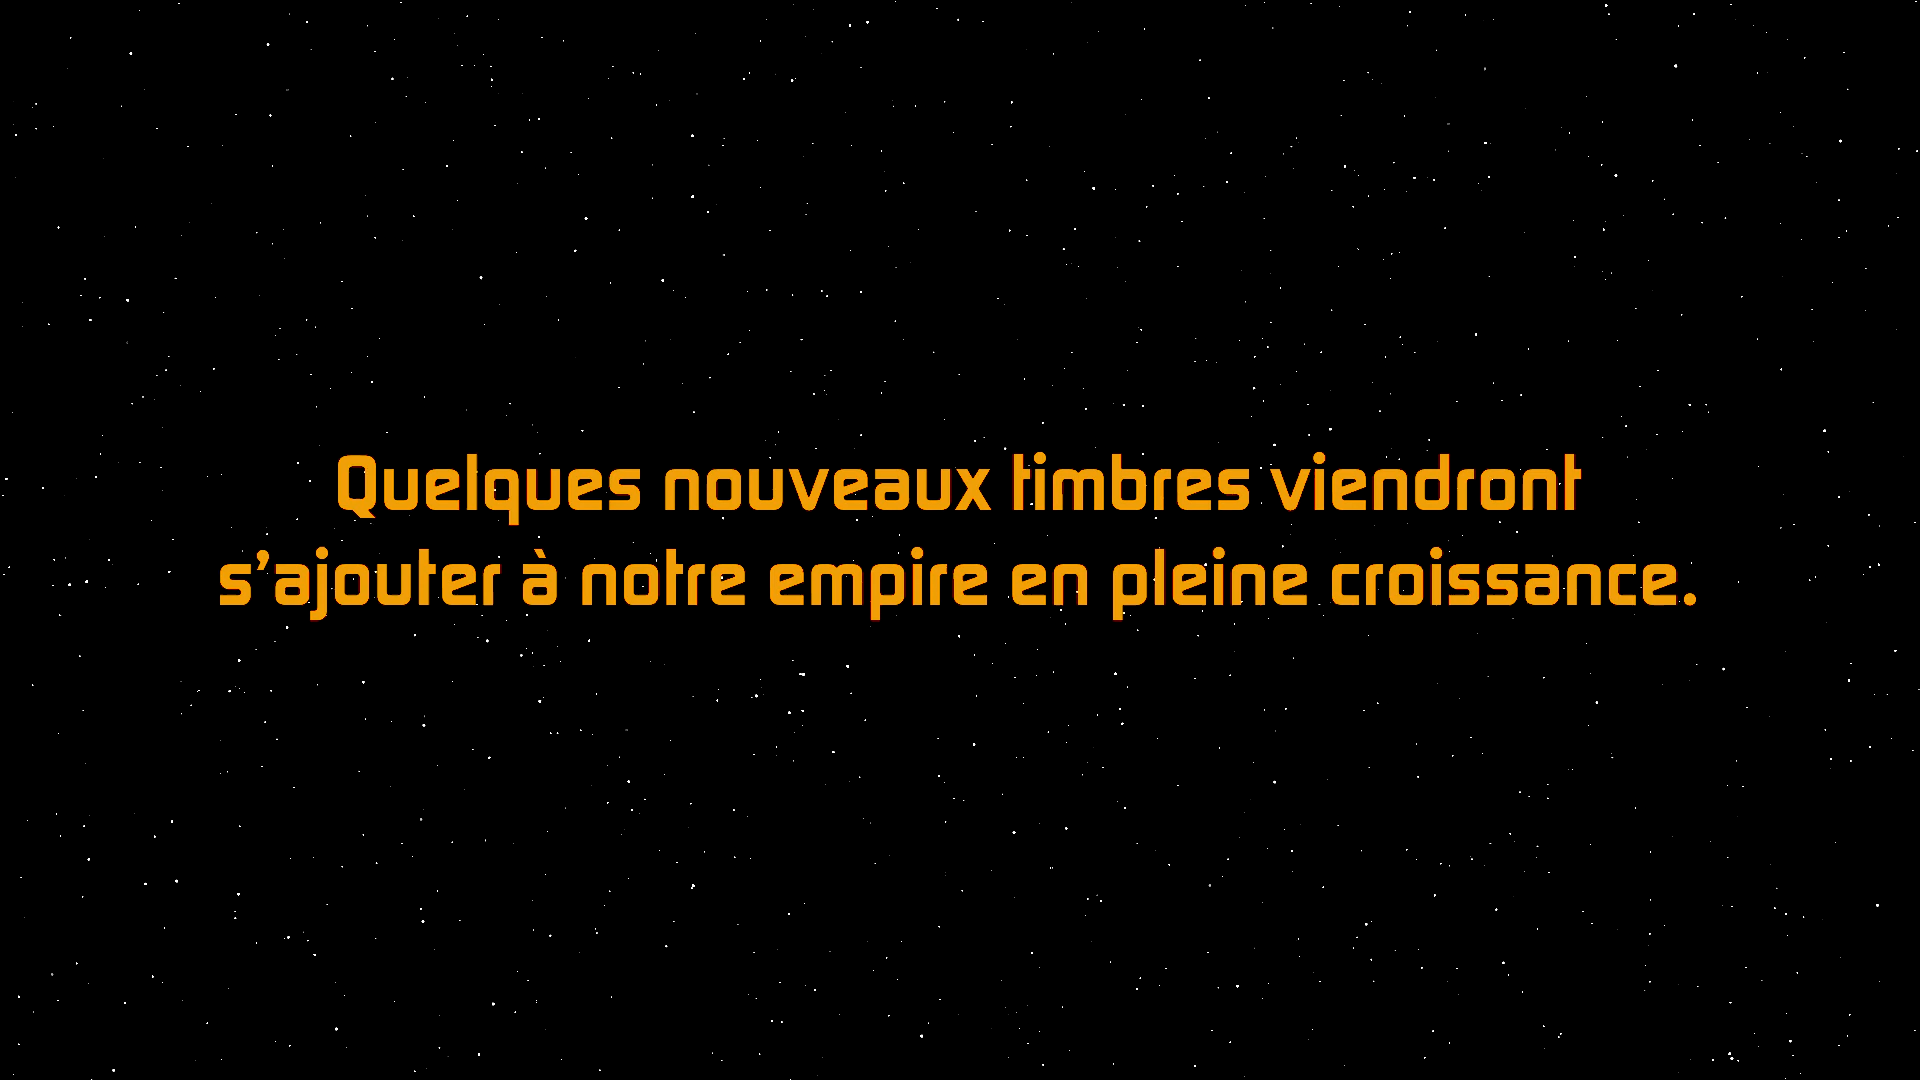 Quelques nouveaux timbres viendront
s’ajouter à notre empire en pleine croissance.